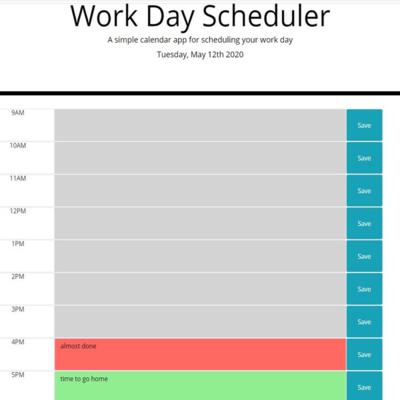 Work Day Scheduler
A simple calendar app for scheduling your work day
Tuesday, May 12th 2020
9AM Save
10AM Save
11AM Save
12PM Save
1PM Save
2PM Save
3PM Save
4PM almost done Save
5PM time to go home Save